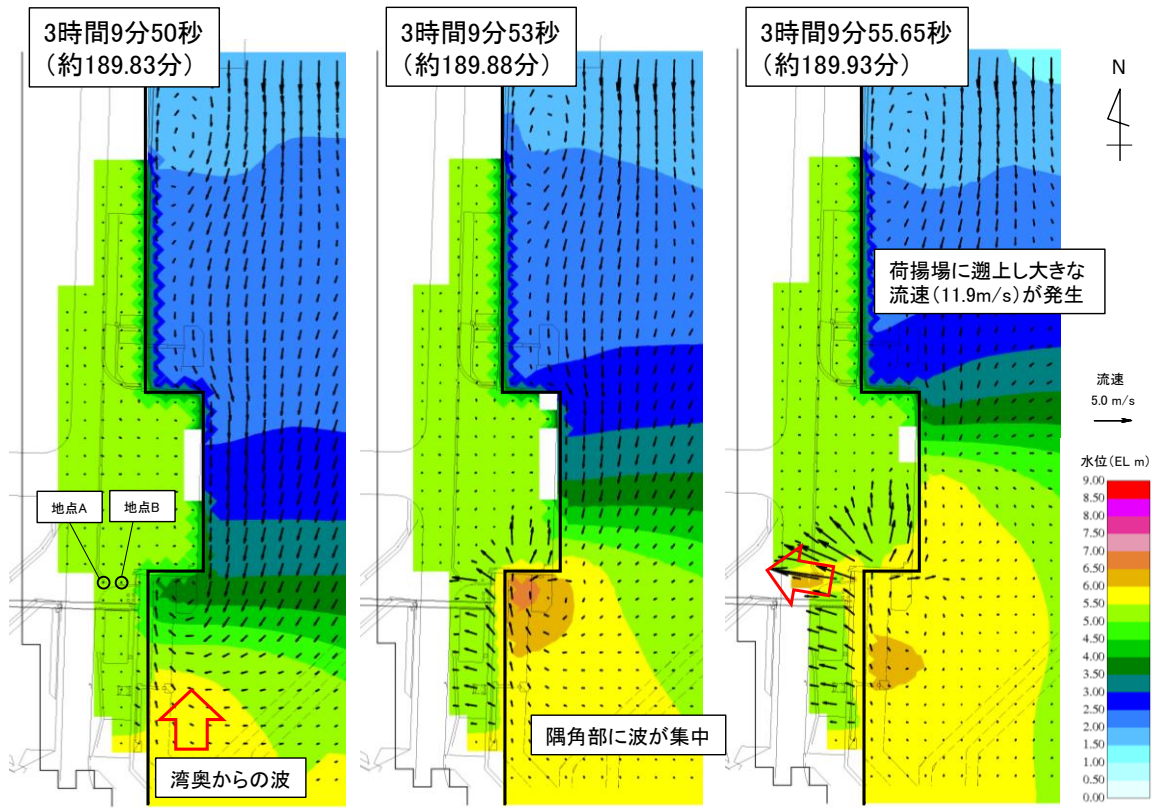 3時間9分50秒
(約189.83分)
3時間9分53秒
(約189.88分)
3時間9分55.65秒
(約189.93分)
N
荷揚場に遡上し大きな
流速(11.9m/s)が発生
流速
5.0 m/s
水位(EL m)
9.00
8.50
8.00
7.50
7.00
6.50
6.00
5.50
5.00
4.50
4.00
3.50
3.00
2.50
2.00
1.50
1.00
0.50
0.00
地点A
地点B
隅角部に波が集中
湾奥からの波